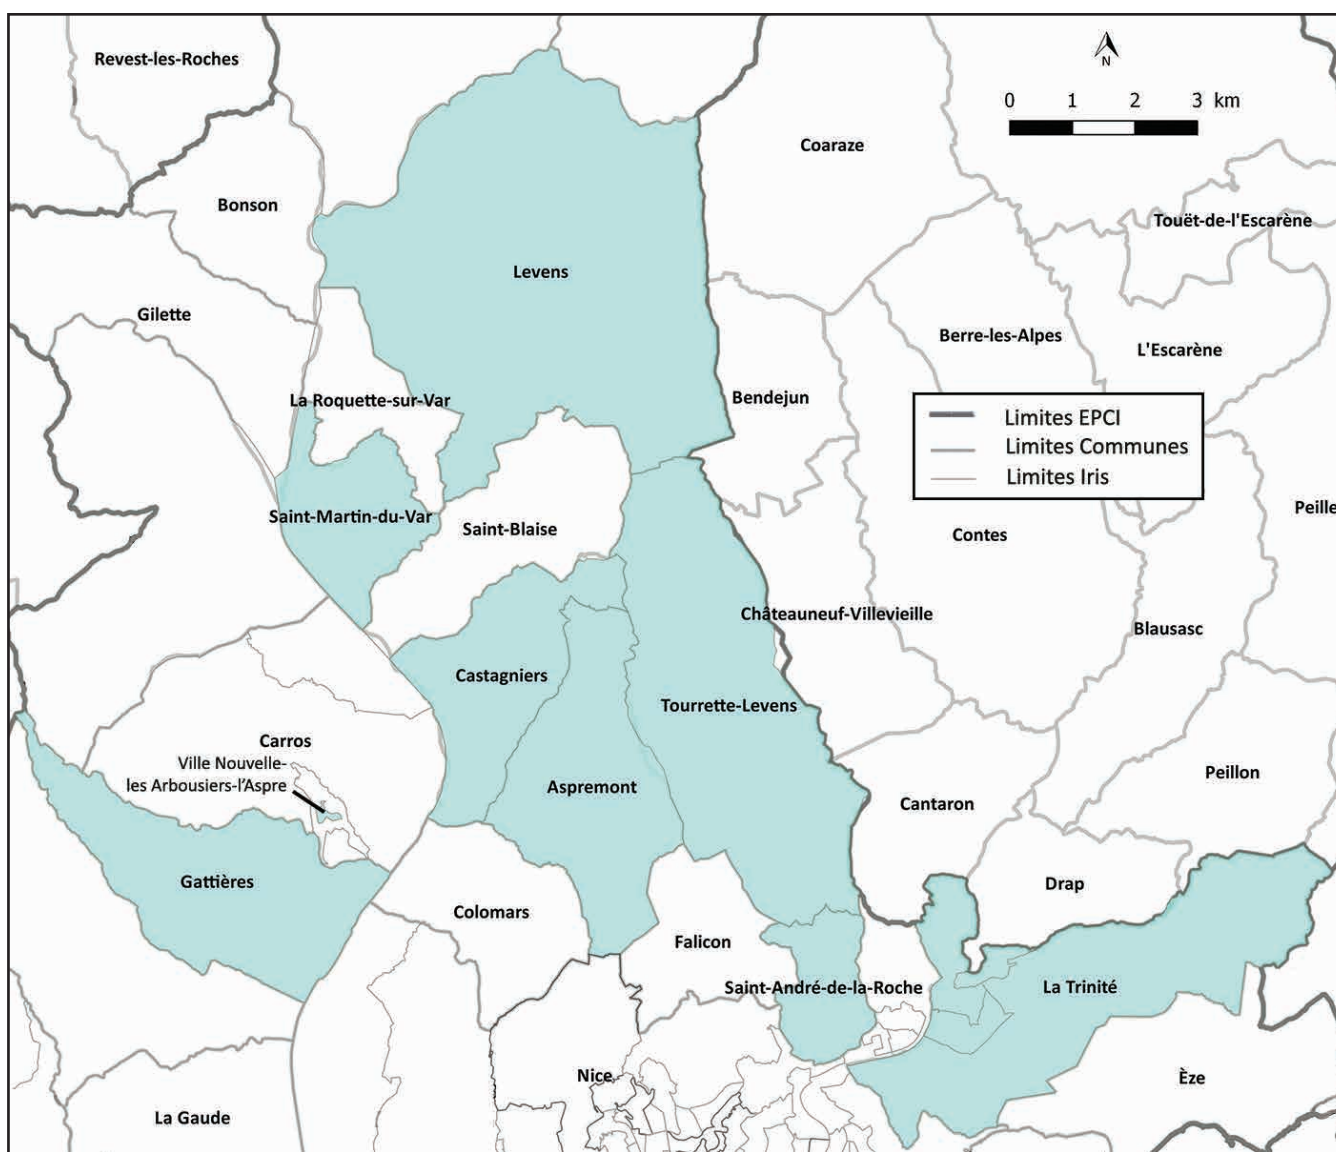 Revest-les-Roches
N
0 1 2 3 km
Coaraze
Bonson
Touët-de-l'Escarène
Levens
Gilette
Berre-les-Alpes
L'Escarène
La Roquette-sur-Var
Bendejun
Limites EPCI
Limites Communes
Limites Iris
Peille
Saint-Martin-du-Var
Saint-Blaise
Contes
Châteauneuf-Villevieille
Blausasc
Castagniers
Tourrette-Levens
Carros
Ville Nouvelle-
les Arbousiers-l'Aspre
Peillon
Aspremont
Cantaron
Gattières
Drap
Colomars
Falicon
Saint-André-de-la-Roche
La Trinité
Nice
Èze
La Gaude